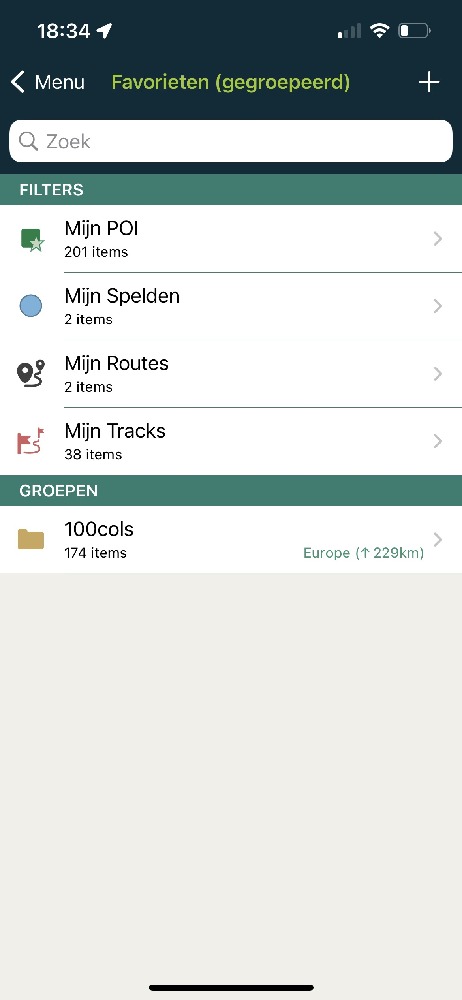 18:34
Menu
Favorieten (gegroepeerd)
Zoek
FILTERS
Mijn POI
201 items
Mijn Spelden
2 items
Mijn Routes
2 items
Mijn Tracks
38 items
GROEPEN
100cols
174 items
Europe (↑ 229km)